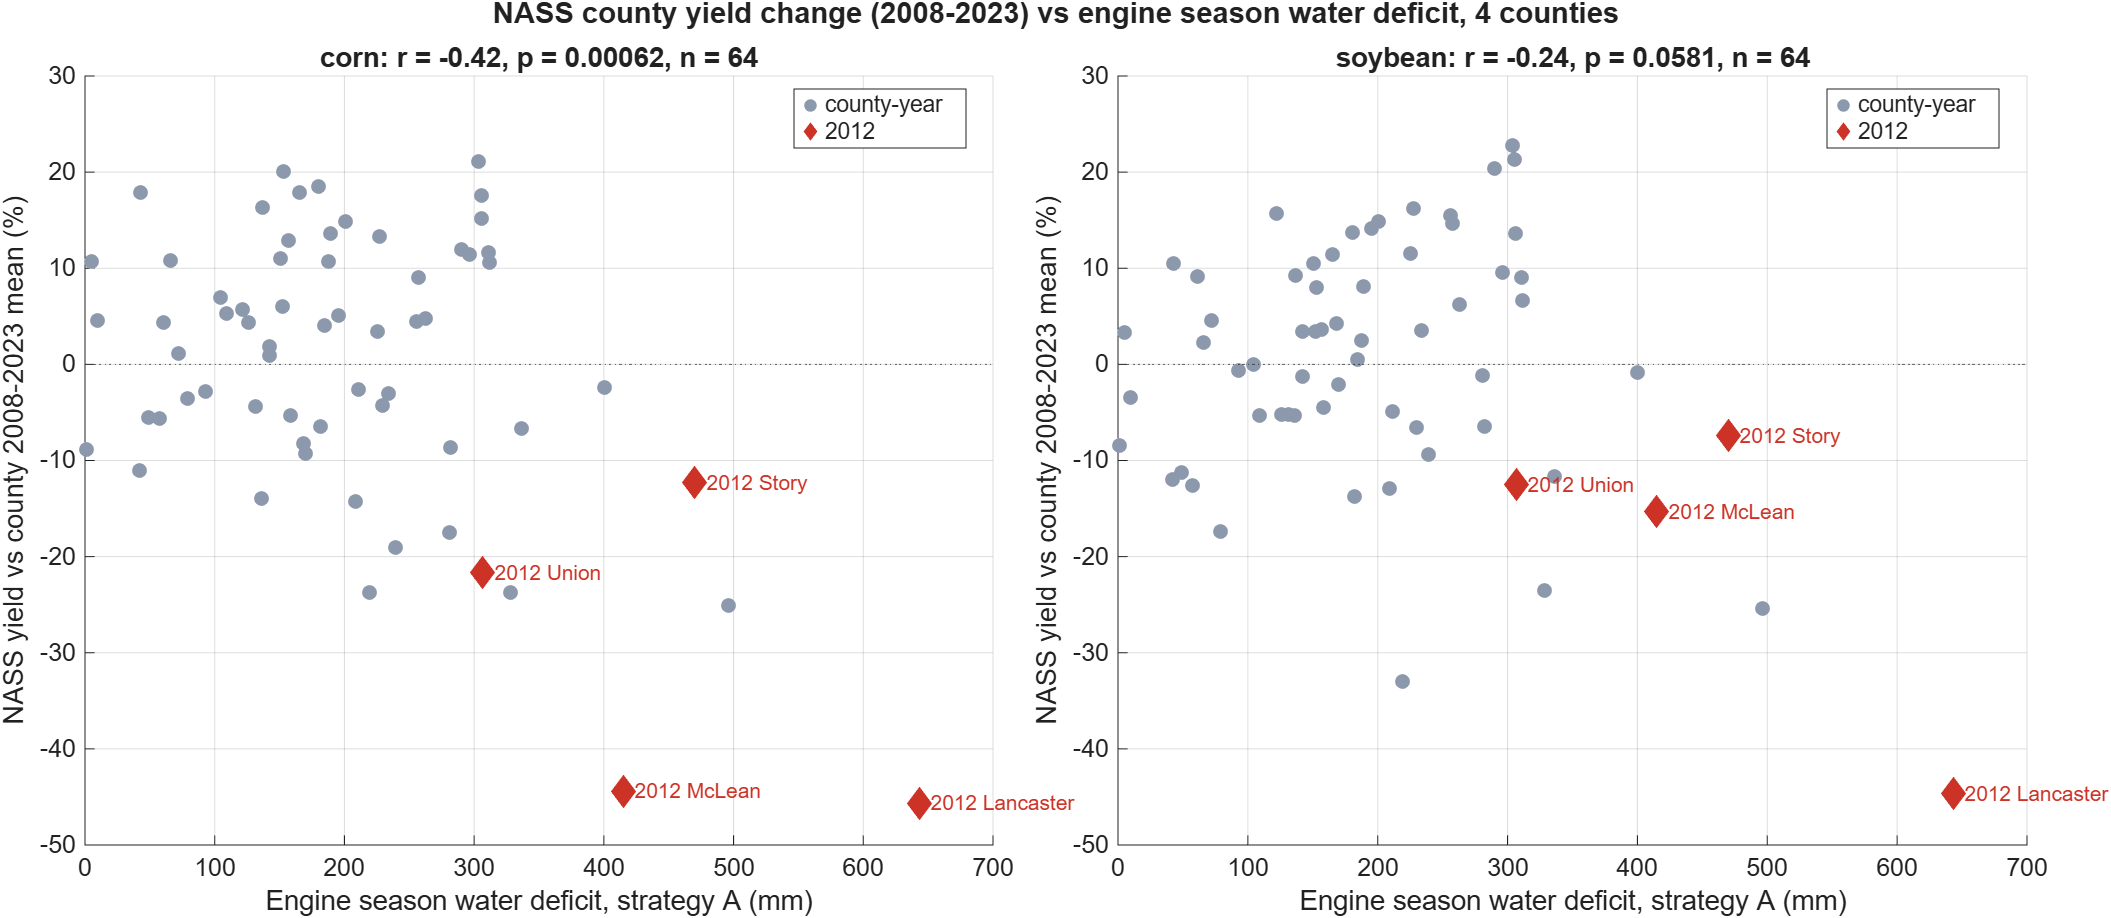 NASS county yield change (2008-2023) vs engine season water deficit, 4 counties
corn: r = -0.42, p = 0.00062, n = 64
NASS yield vs county 2008-2023 mean (%)
30
20
10
0
-10
-20
-30
-40
-50
county-year
2012
2012 Story
2012 Union
2012 McLean
2012 Lancaster
0 100 200 300 400 500 600 700
Engine season water deficit, strategy A (mm)
soybean: r = -0.24, p = 0.0581, n = 64
NASS yield vs county 2008-2023 mean (%)
30
20
10
0
-10
-20
-30
-40
-50
county-year
2012
2012 Story
2012 Union
2012 McLean
2012 Lancaster
0 100 200 300 400 500 600 700
Engine season water deficit, strategy A (mm)